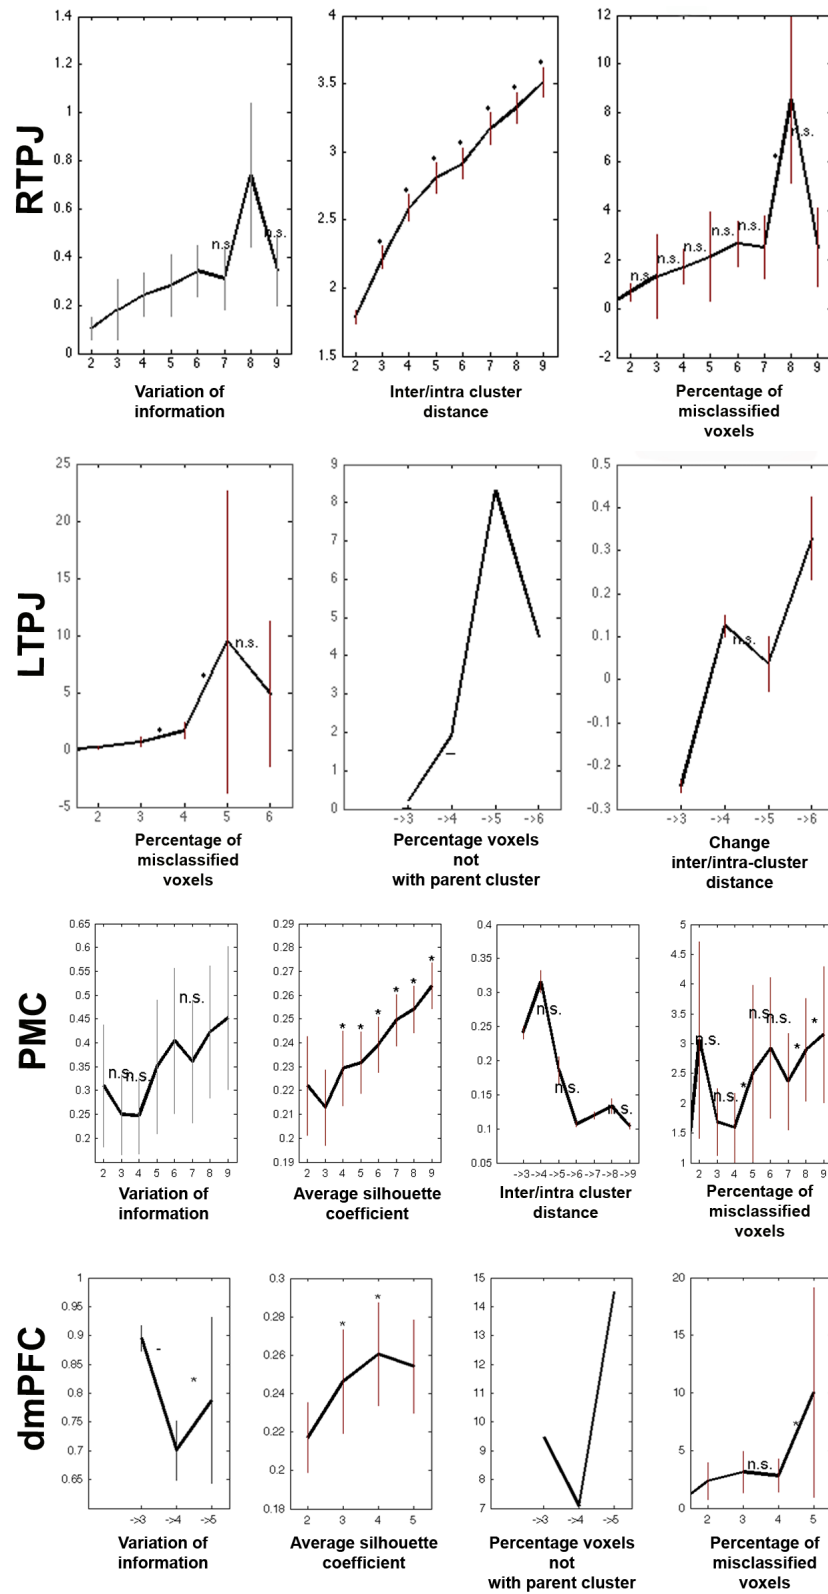 RTPJ
1.4
1.2
1
0.8
0.6
0.4
0.2
0
n.s.
n.s.
2 3 4 5 6 7 8 9
Variation of
information
4
3.5
3
2.5
2
1.5
2 3 4 5 6 7 8 9
Inter/intra cluster
distance
12
10
8
6
4
2
0
-2
n.s.
n.s.
n.s.
n.s.
n.s.
n.s.
2 3 4 5 6 7 8 9
Percentage of
misclassified
voxels
LTPJ
25
20
15
10
5
0
-5
n.s.
2 3 4 5 6
Percentage of
misclassified
voxels
9
8
7
6
5
4
3
2
1
0
->3 ->4 ->5 ->6
Percentage voxels
not
with parent cluster
0.5
0.4
0.3
0.2
0.1
0
-0.1
-0.2
-0.3
n.s.
->3 ->4 ->5 ->6
Change
inter/intra-cluster
distance
PMC
0.65
0.6
0.55
0.5
0.45
0.4
0.35
0.3
0.25
0.2
n.s.
n.s.
n.s.
2 3 4 5 6 7 8 9
Variation of
information
0.29
0.28
0.27
0.26
0.25
0.24
0.23
0.22
0.21
0.2
0.19
* * * * * *
2 3 4 5 6 7 8 9
Average silhouette
coefficient
0.4
0.35
0.3
0.25
0.2
0.15
0.1
0.05
n.s.
n.s.
n.s.
->3 ->4 ->5 ->6 ->7 ->8 ->9
Inter/intra cluster
distance
5
4.5
4
3.5
3
2.5
2
1.5
1
n.s.
n.s.
*
n.s.
n.s.
*
*
2 3 4 5 6 7 8 9
Percentage of
misclassified
voxels
dmPFC
1
0.95
0.9
0.85
0.8
0.75
0.7
0.65
*
->3 ->4 ->5
Variation of
information
0.3
0.28
0.26
0.24
0.22
0.2
0.18
* *
2 3 4 5
Average silhouette
coefficient
15
14
13
12
11
10
9
8
7
->3 ->4 ->5
Percentage voxels
not
with parent cluster
20
15
10
5
0
n.s.
*
2 3 4 5
Percentage of
misclassified
voxels